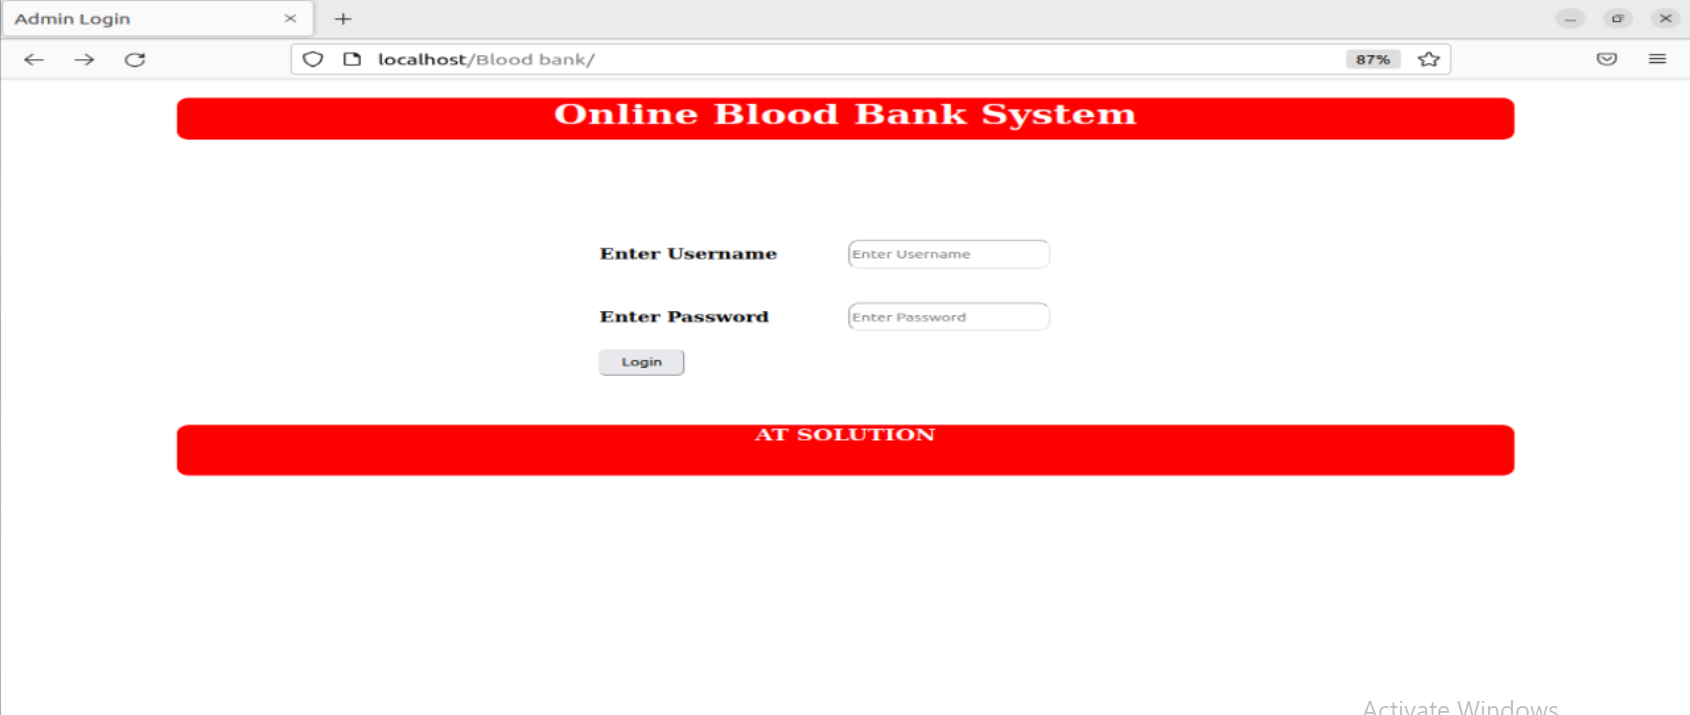 Admin Login
localhost/Blood bank/
87%
Online Blood Bank System
Enter Username
Enter Username
Enter Password
Enter Password
Login
AT SOLUTION
Activate Windows